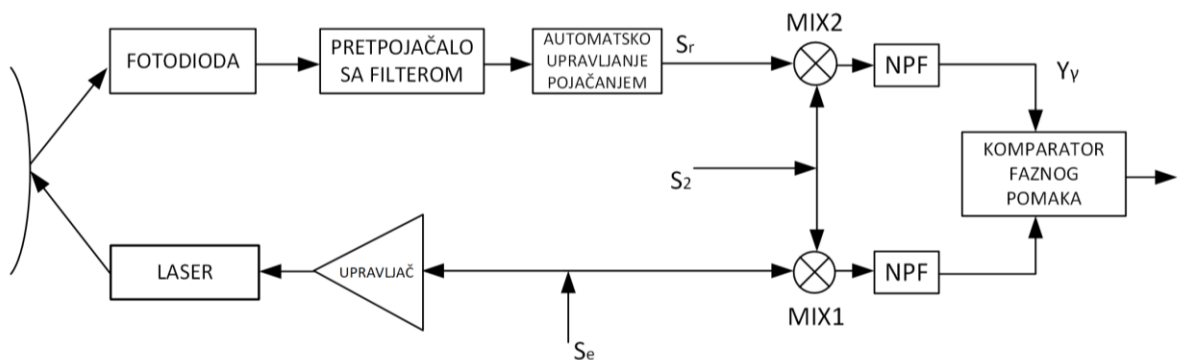 MIX2
FOTODIODA
PRETPOJAČALO
SA FILTEROM
AUTOMATSKO
UPRAVLJANJE
POJAČANJEM
Sr
NPF
Yγ
KOMPARATOR
FAZNOG
POMAKA
S2
LASER
UPRAVLJAČ
NPF
MIX1
Se